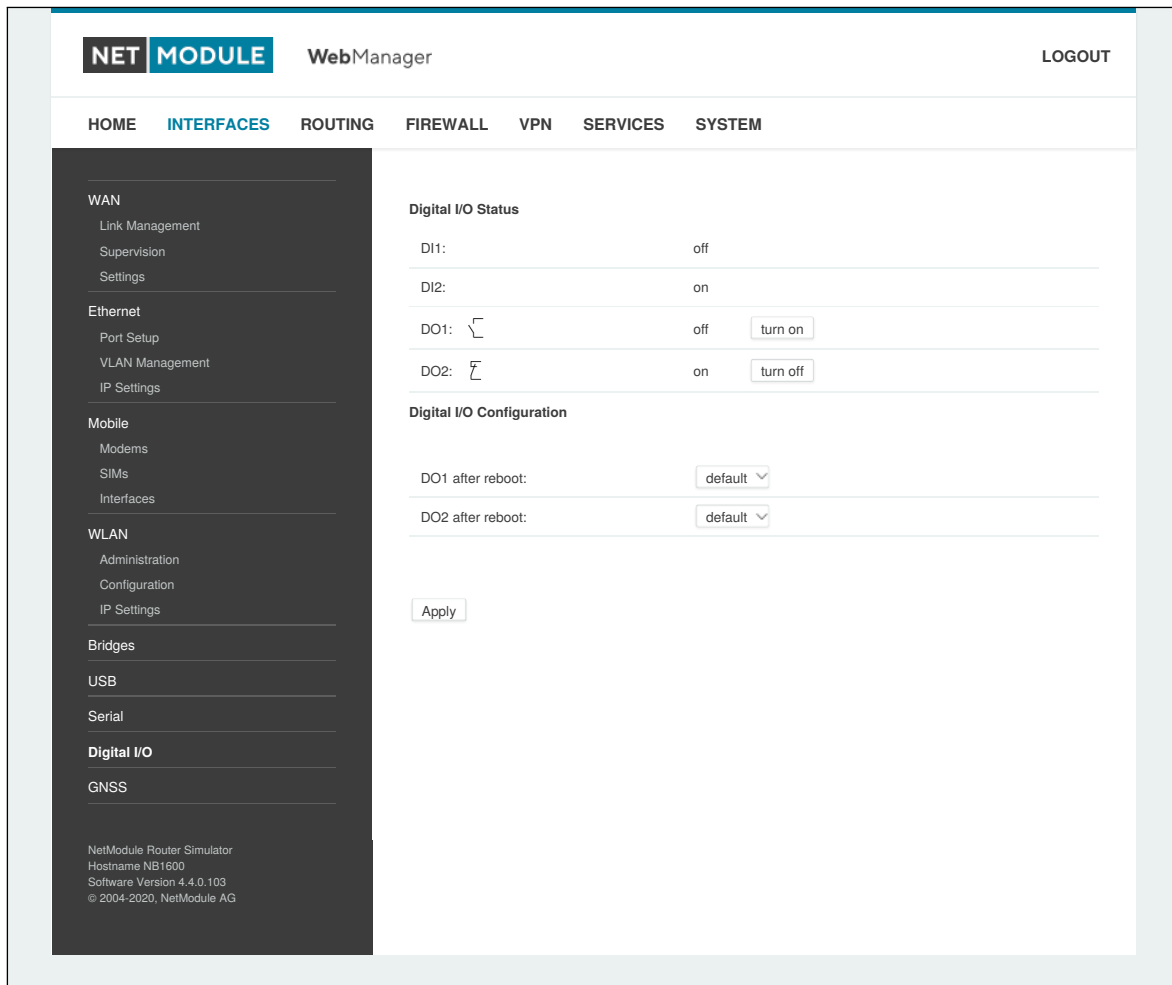 NET MODULE WebManager LOGOUT
HOME INTERFACES ROUTING FIREWALL VPN SERVICES SYSTEM
WAN
Link Management
Supervision
Settings
Ethernet
Port Setup
VLAN Management
IP Settings
Mobile
Modems
SIMs
Interfaces
WLAN
Administration
Configuration
IP Settings
Bridges
USB
Serial
Digital I/O
GNSS
NetModule Router Simulator
Hostname NB1600
Software Version 4.4.0.103
© 2004-2020, NetModule AG
Digital I/O Status
DI1: off
DI2: on
DO1: off turn on
DO2: on turn off
Digital I/O Configuration
DO1 after reboot: default
DO2 after reboot: default
Apply